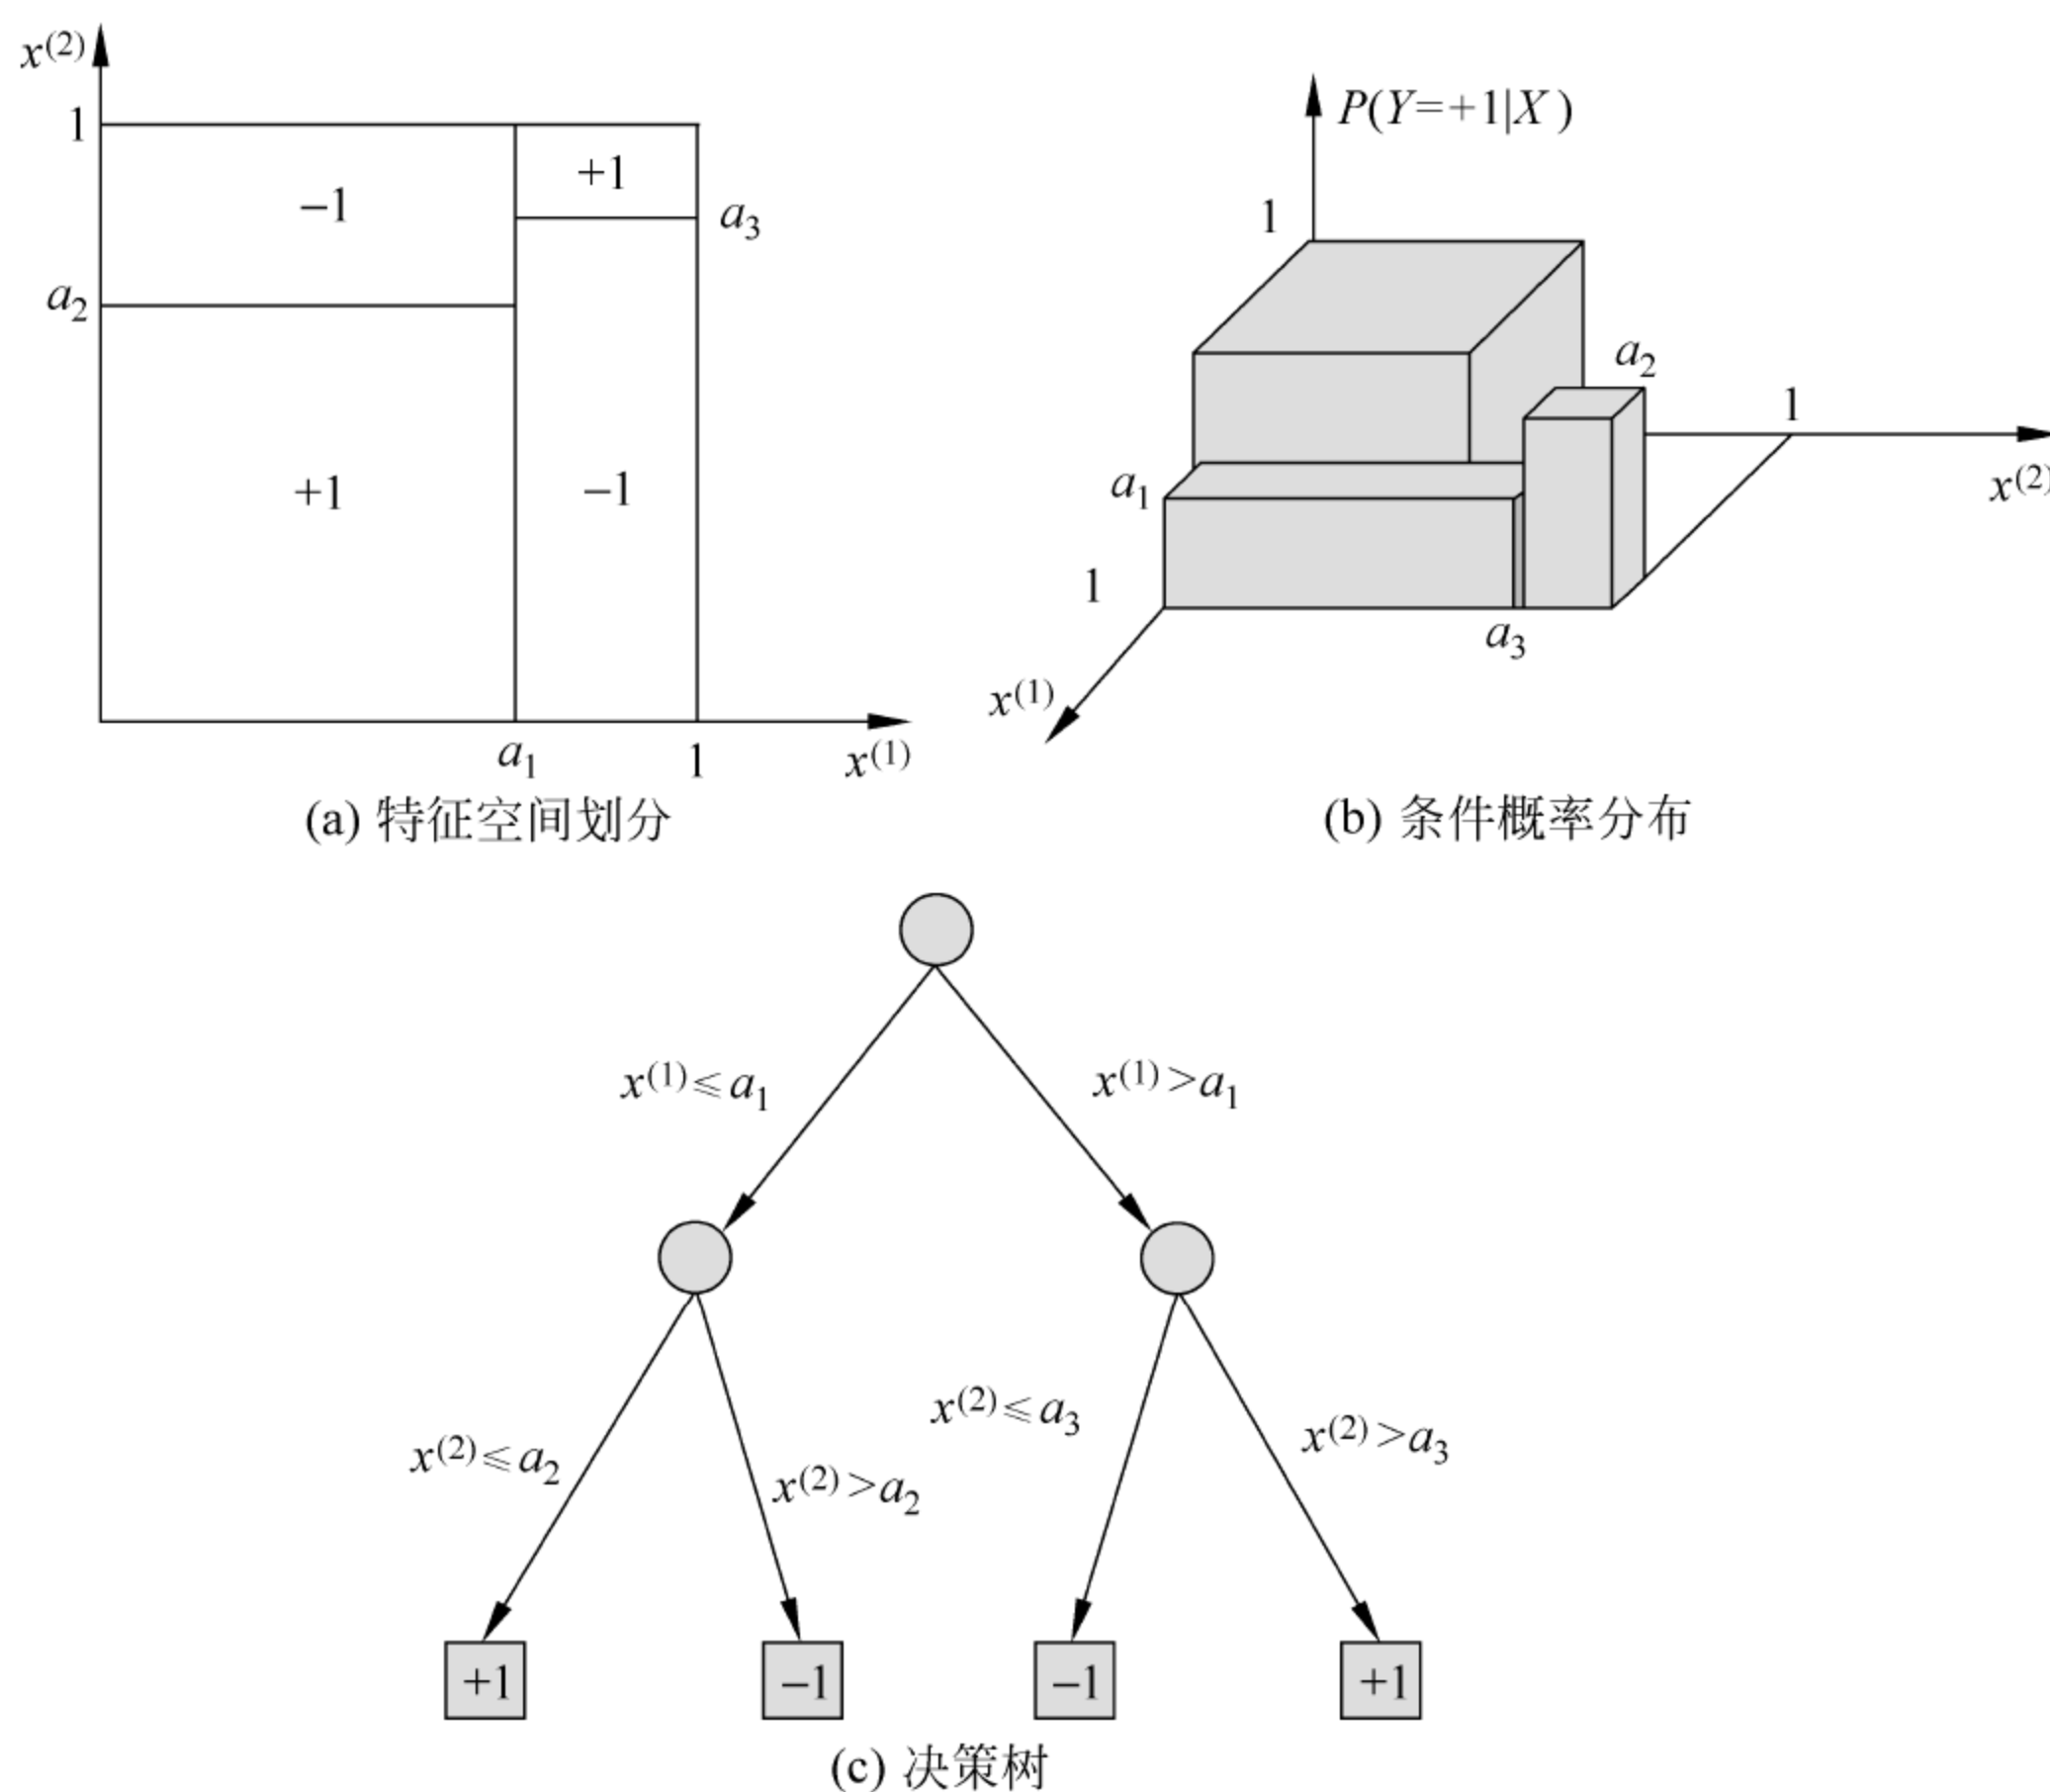 x(2)
1
−1
+1
a3
a2
+1
−1
a1
1
x(1)
(a) 特征空间划分
P(Y=+1|X)
1
a2
1
a1
x(2)
1
a3
x(1)
(b) 条件概率分布
x(1)⩽a1
x(1)>a1
x(2)⩽a2
x(2)>a2
x(2)⩽a3
x(2)>a3
+1
−1
−1
+1
(c) 决策树